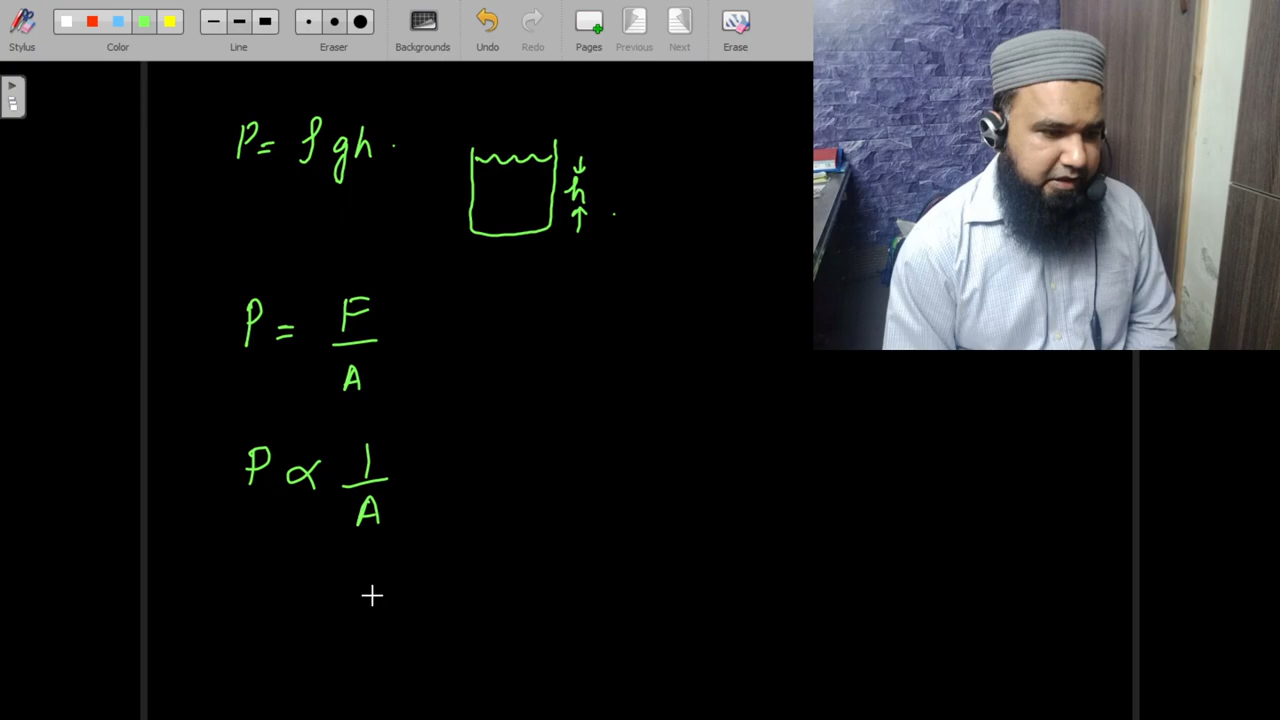 Stylus Color Line Eraser Backgrounds Undo Redo Pages Previous Next Erase
P = ρgh.
h
P = F/A
P ∝ 1/A